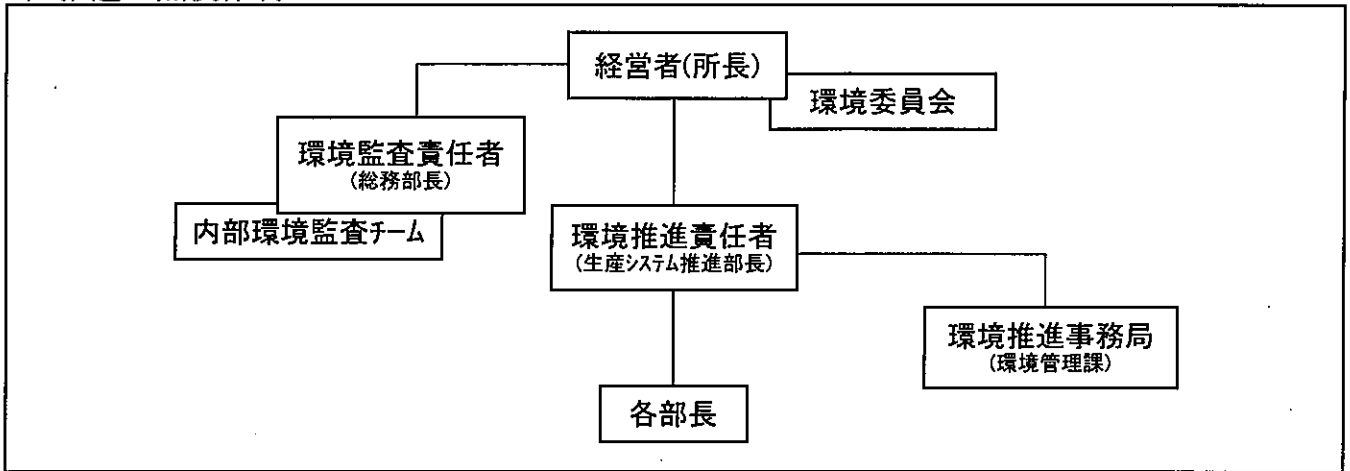 経営者(所長)
環境委員会
環境監査責任者
(総務部長)
内部環境監査ﾁｰﾑ
環境推進責任者
(生産ｼｽﾃﾑ推進部長)
環境推進事務局
(環境管理課)
各部長